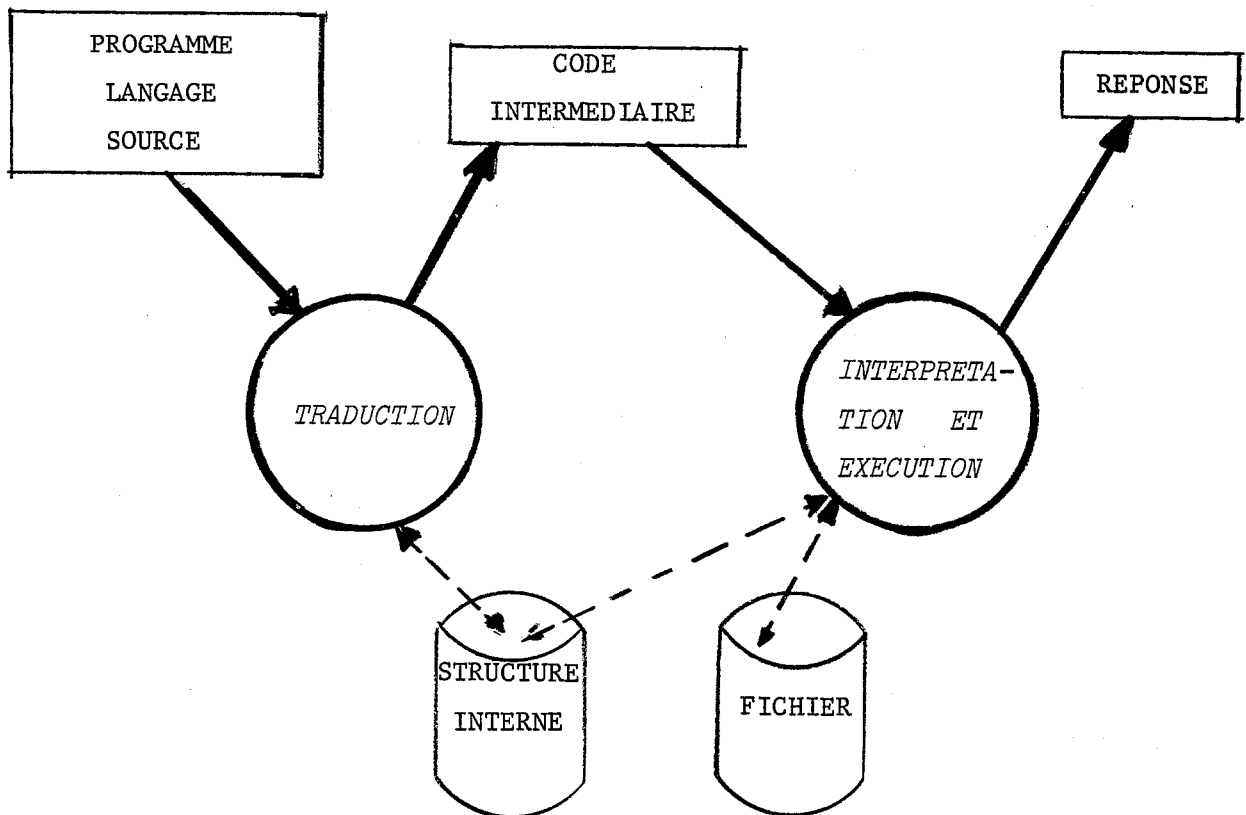 PROGRAMME
LANGAGE
SOURCE
CODE
INTERMEDIAIRE
REPONSE
TRADUCTION
INTERPRETA-
TION ET
EXECUTION
STRUCTURE
INTERNE
FICHIER